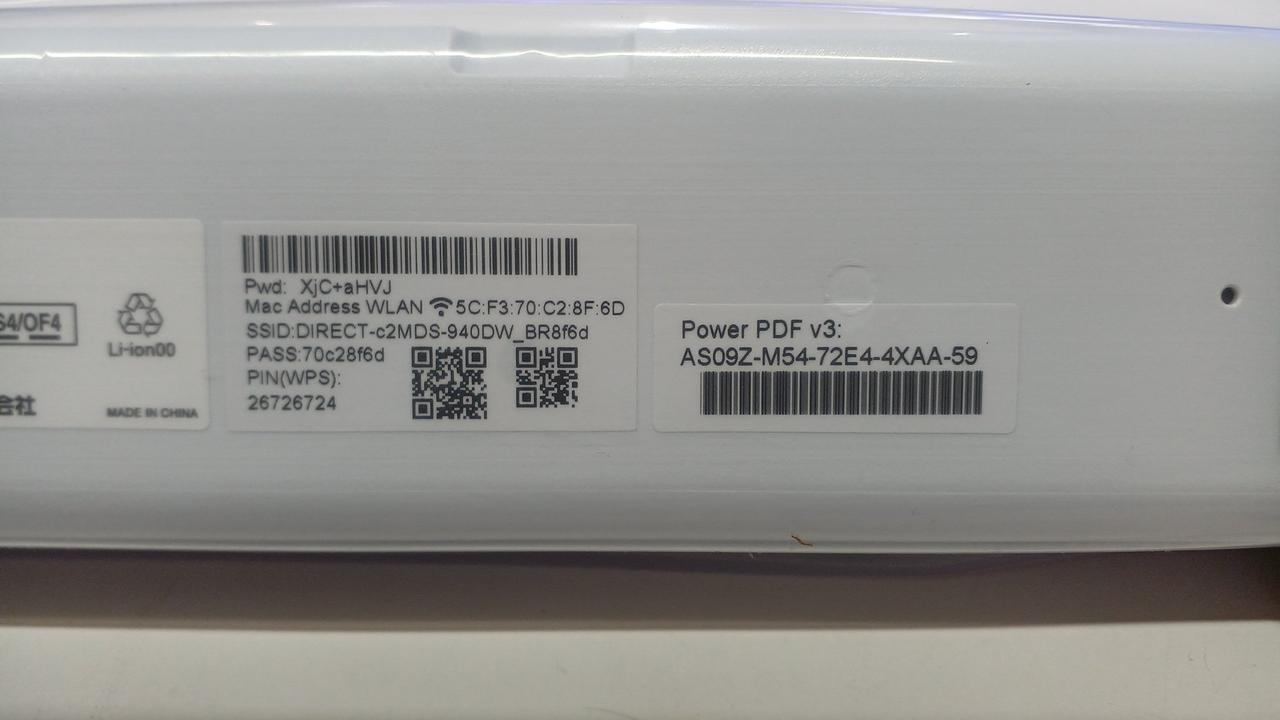 S4/OF4
Li-ion00
会社
MADE IN CHINA
Pwd: XjC+aHVJ
Mac Address WLAN 5C:F3:70:C2:8F:6D
SSID:DIRECT-c2MDS-940DW_BR8f6d
PASS:70c28f6d
PIN(WPS):
26726724
Power PDF v3:
AS09Z-M54-72E4-4XAA-59